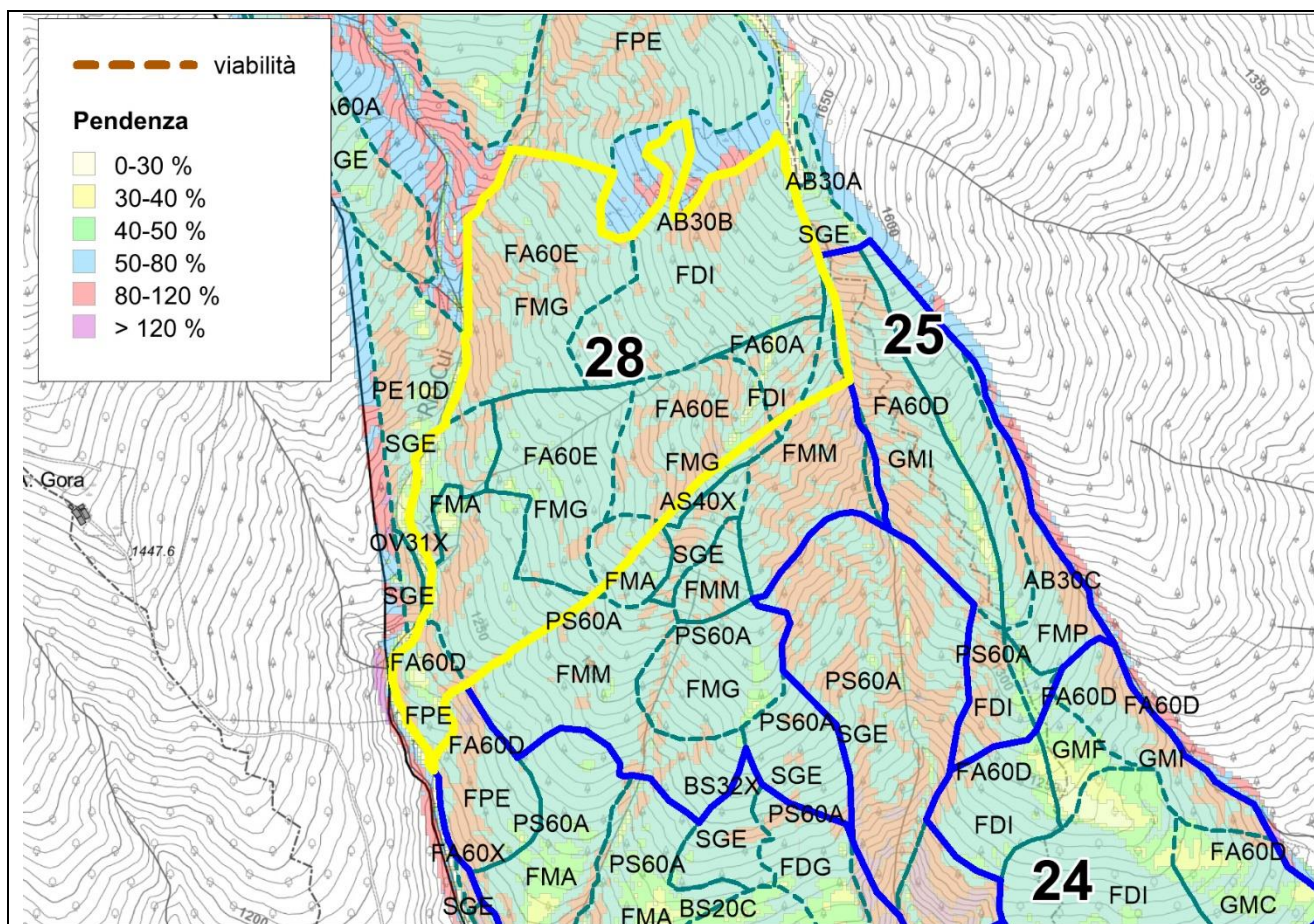 viabilità
Pendenza
0-30 %
30-40 %
40-50 %
50-80 %
80-120 %
> 120 %
FPE
1650
1350
GE
AB30A
1600
AB30B
SGE
FA60E
FDI
FMG
28
25
FA60A
PE10D
FA60E
FDI
FA60D
SGE
FA60E
FMG
FMM
GMI
Gora
FMA
FMG
AS40X
OV31X
1447.6
SGE
SGE
FMA
FMM
AB30C
1250
PS60A
PS60A
FMP
PS60A
FA60D
FMM
PS60A
FMG
FDI
FA60D
FA60D
FPE
PS60A
SGE
FA60D
GMF
GMI
BS32X
SGE
FA60D
FPE
PS60A
PS60A
FDI
SGE
FA60X
FA60D
FMA
PS60A
FDG
24
FDI
SGE
FMA
BS20C
GMC
1200